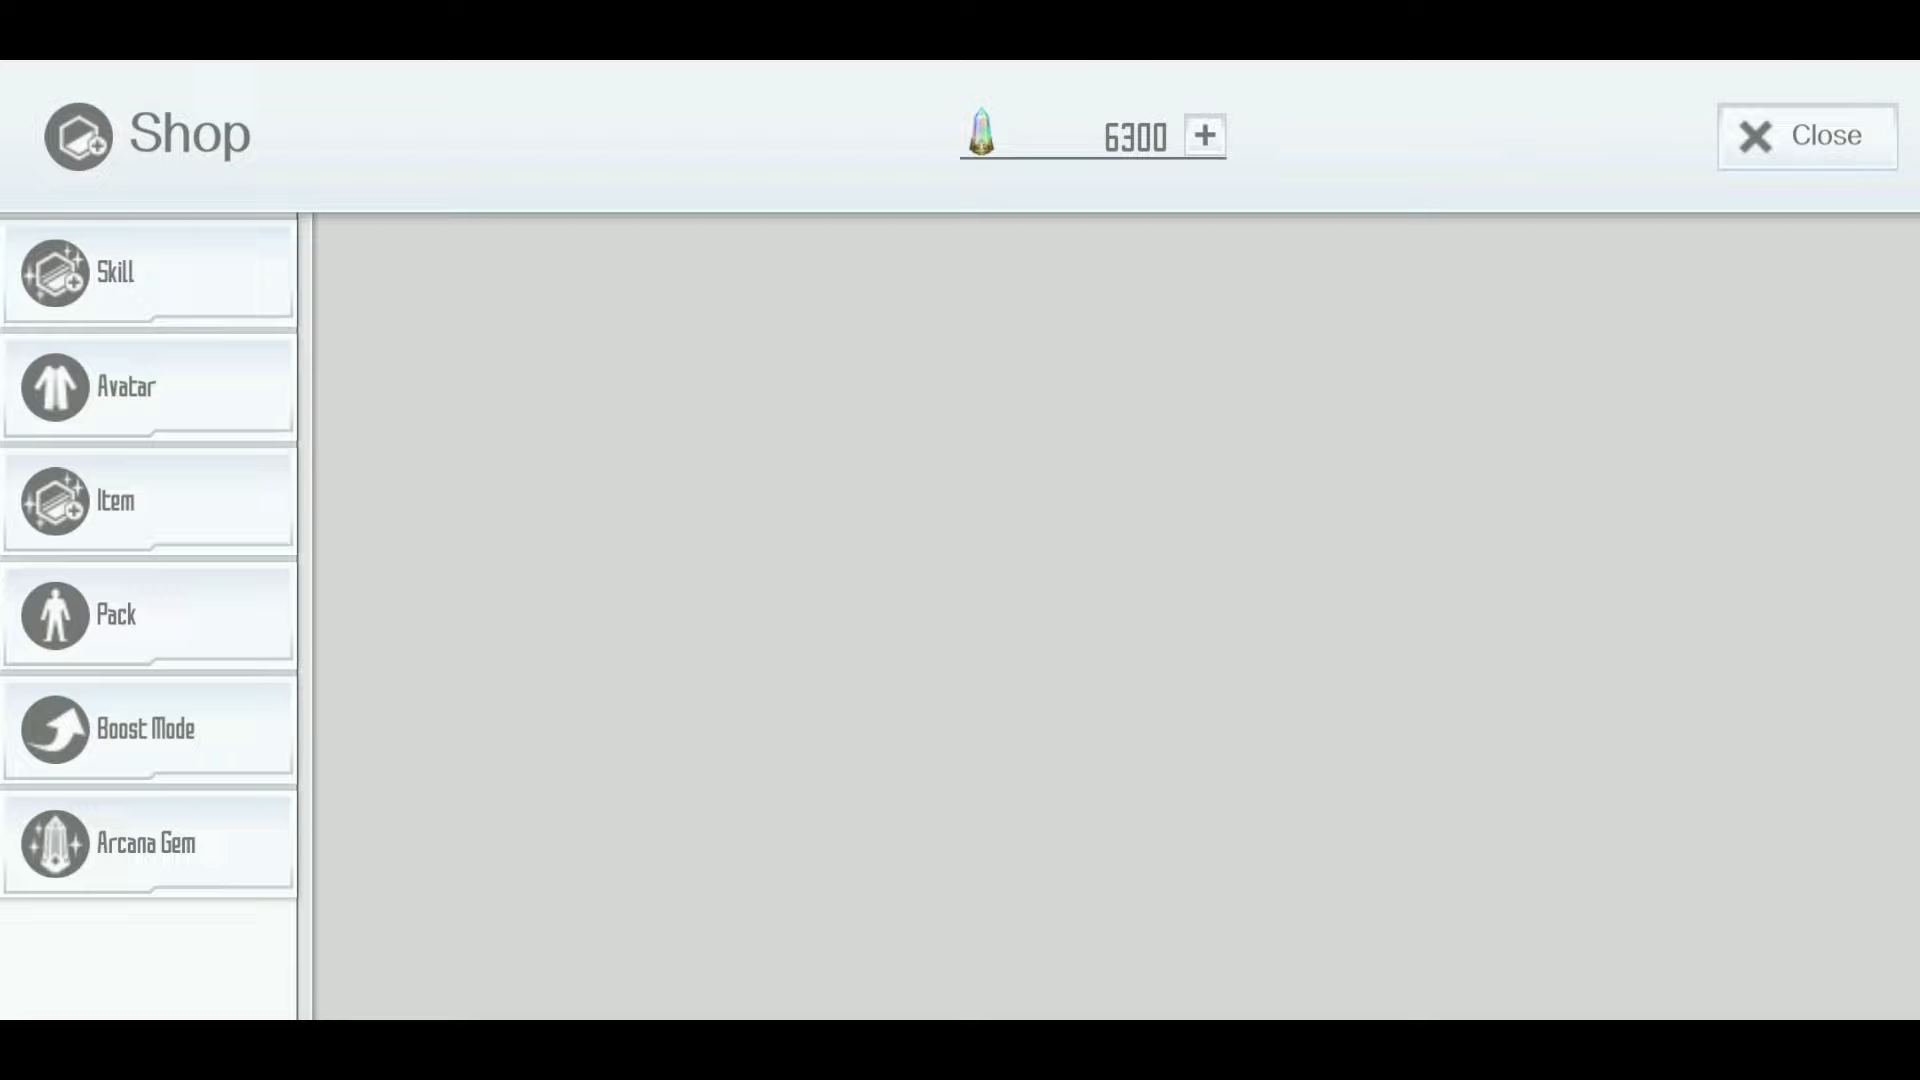 Shop
6300
Close
Skill
Avatar
Item
Pack
Boost Mode
Arcana Gem